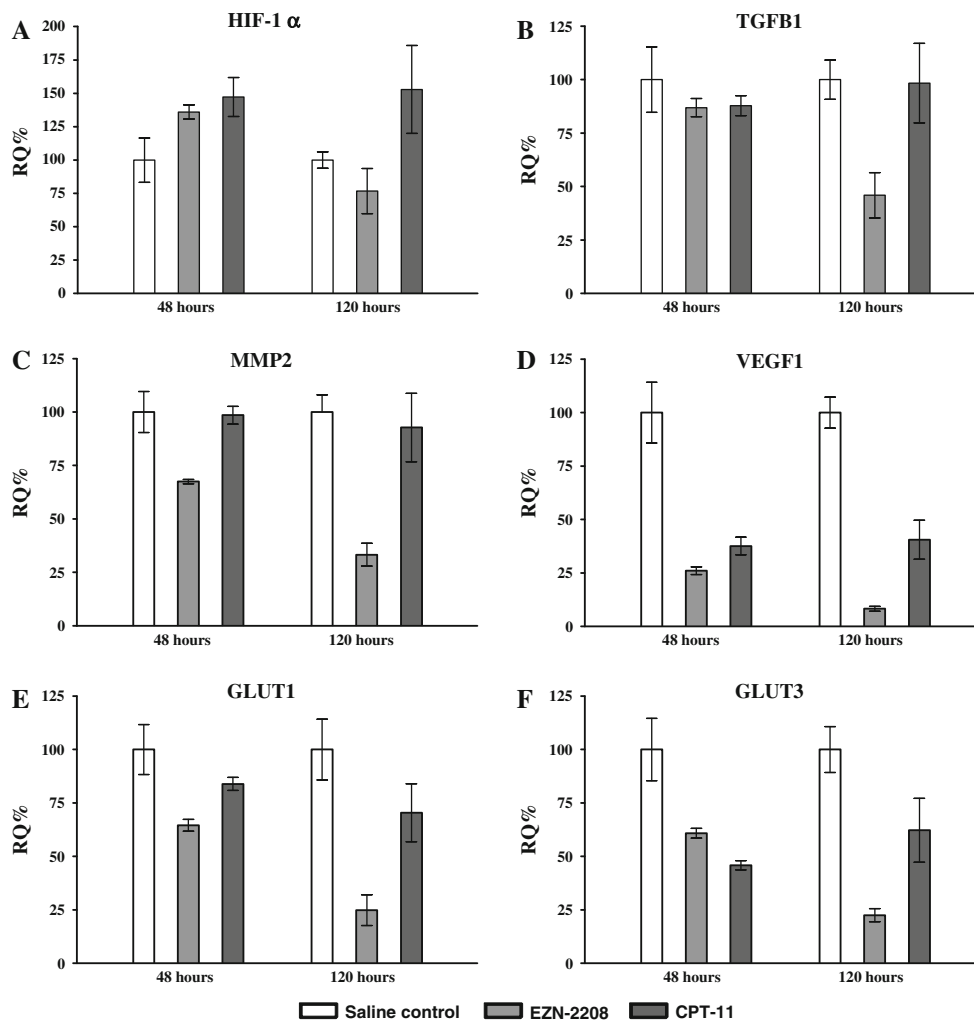 A
HIF-1 α
RQ%
200
175
150
125
100
75
50
25
0
48 hours
120 hours
B
TGFB1
RQ%
125
100
75
50
25
0
48 hours
120 hours
C
MMP2
RQ%
125
100
75
50
25
0
48 hours
120 hours
D
VEGF1
RQ%
125
100
75
50
25
0
48 hours
120 hours
E
GLUT1
RQ%
125
100
75
50
25
0
48 hours
120 hours
F
GLUT3
RQ%
125
100
75
50
25
0
48 hours
120 hours
Saline control EZN-2208 CPT-11